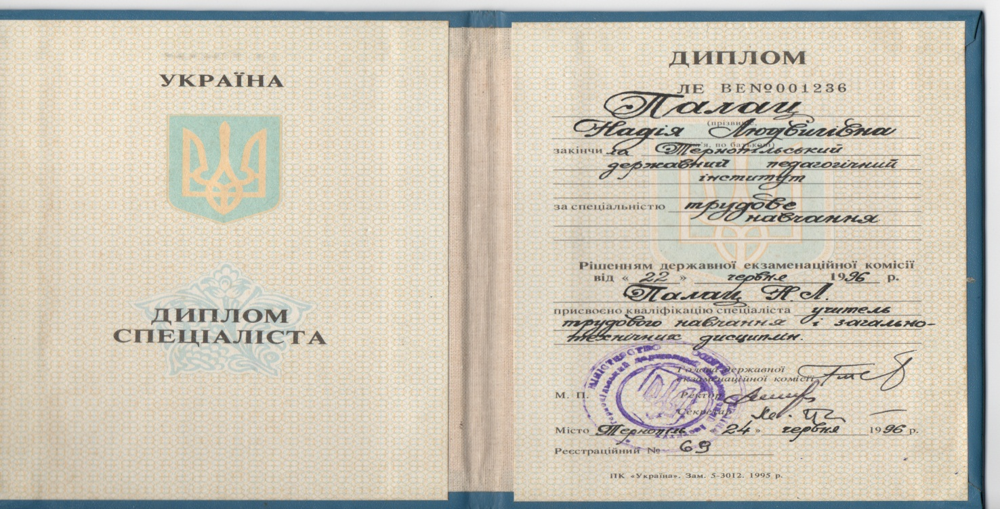 УКРАЇНА
ДИПЛОМ
СПЕЦІАЛІСТА
ДИПЛОМ
ЛЕ ВЕ№001236
Палац
(прізвище,
Надія Людвигівна
ім'я, по батькові)
закінчила Тернопільський
державний педагогічний
інститут
за спеціальністю трудове
навчання
Рішенням державної екзаменаційної комісії
від « 22 » червня 1996 р.
Палац Н.Л.
присвоєно кваліфікацію спеціаліста учитель
трудового навчання і загально-
технічних дисциплін.
МІНІСТЕРСТВО ОСВІТИ
Голова державної
екзаменаційної комісії
М. П. Ректор
Секретар
Місто Тернопіль « 24 » червня 1996 р.
Реєстраційний № 69
ПК «Україна». Зам. 5-3012. 1995 р.